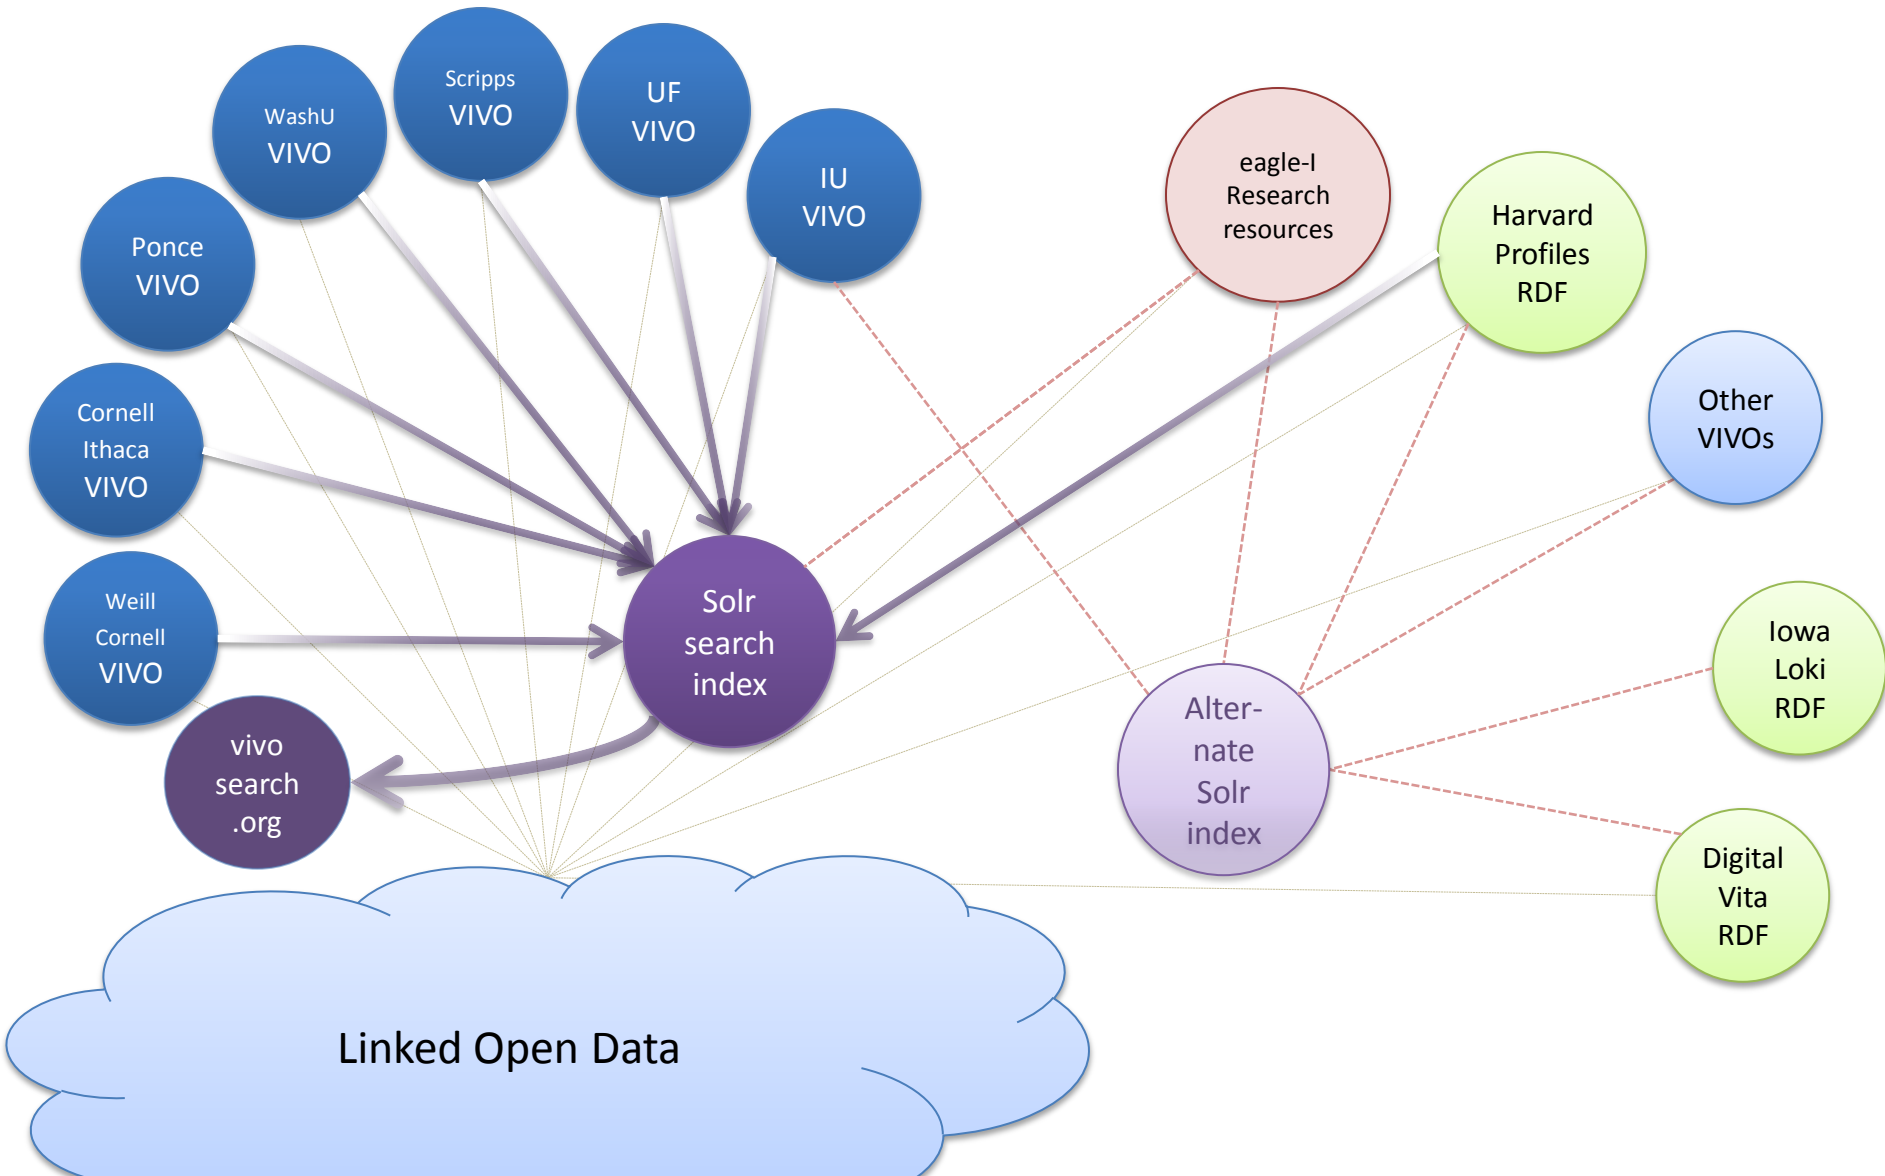 Scripps
VIVO
UF
VIVO
WashU
VIVO
IU
VIVO
eagle-I
Research
resources
Harvard
Profiles
RDF
Ponce
VIVO
Other
VIVOs
Cornell
Ithaca
VIVO
Weill
Cornell
VIVO
Solr
search
index
Iowa
Loki
RDF
Alter-
nate
Solr
index
vivo
search
.org
Digital
Vita
RDF
Linked Open Data